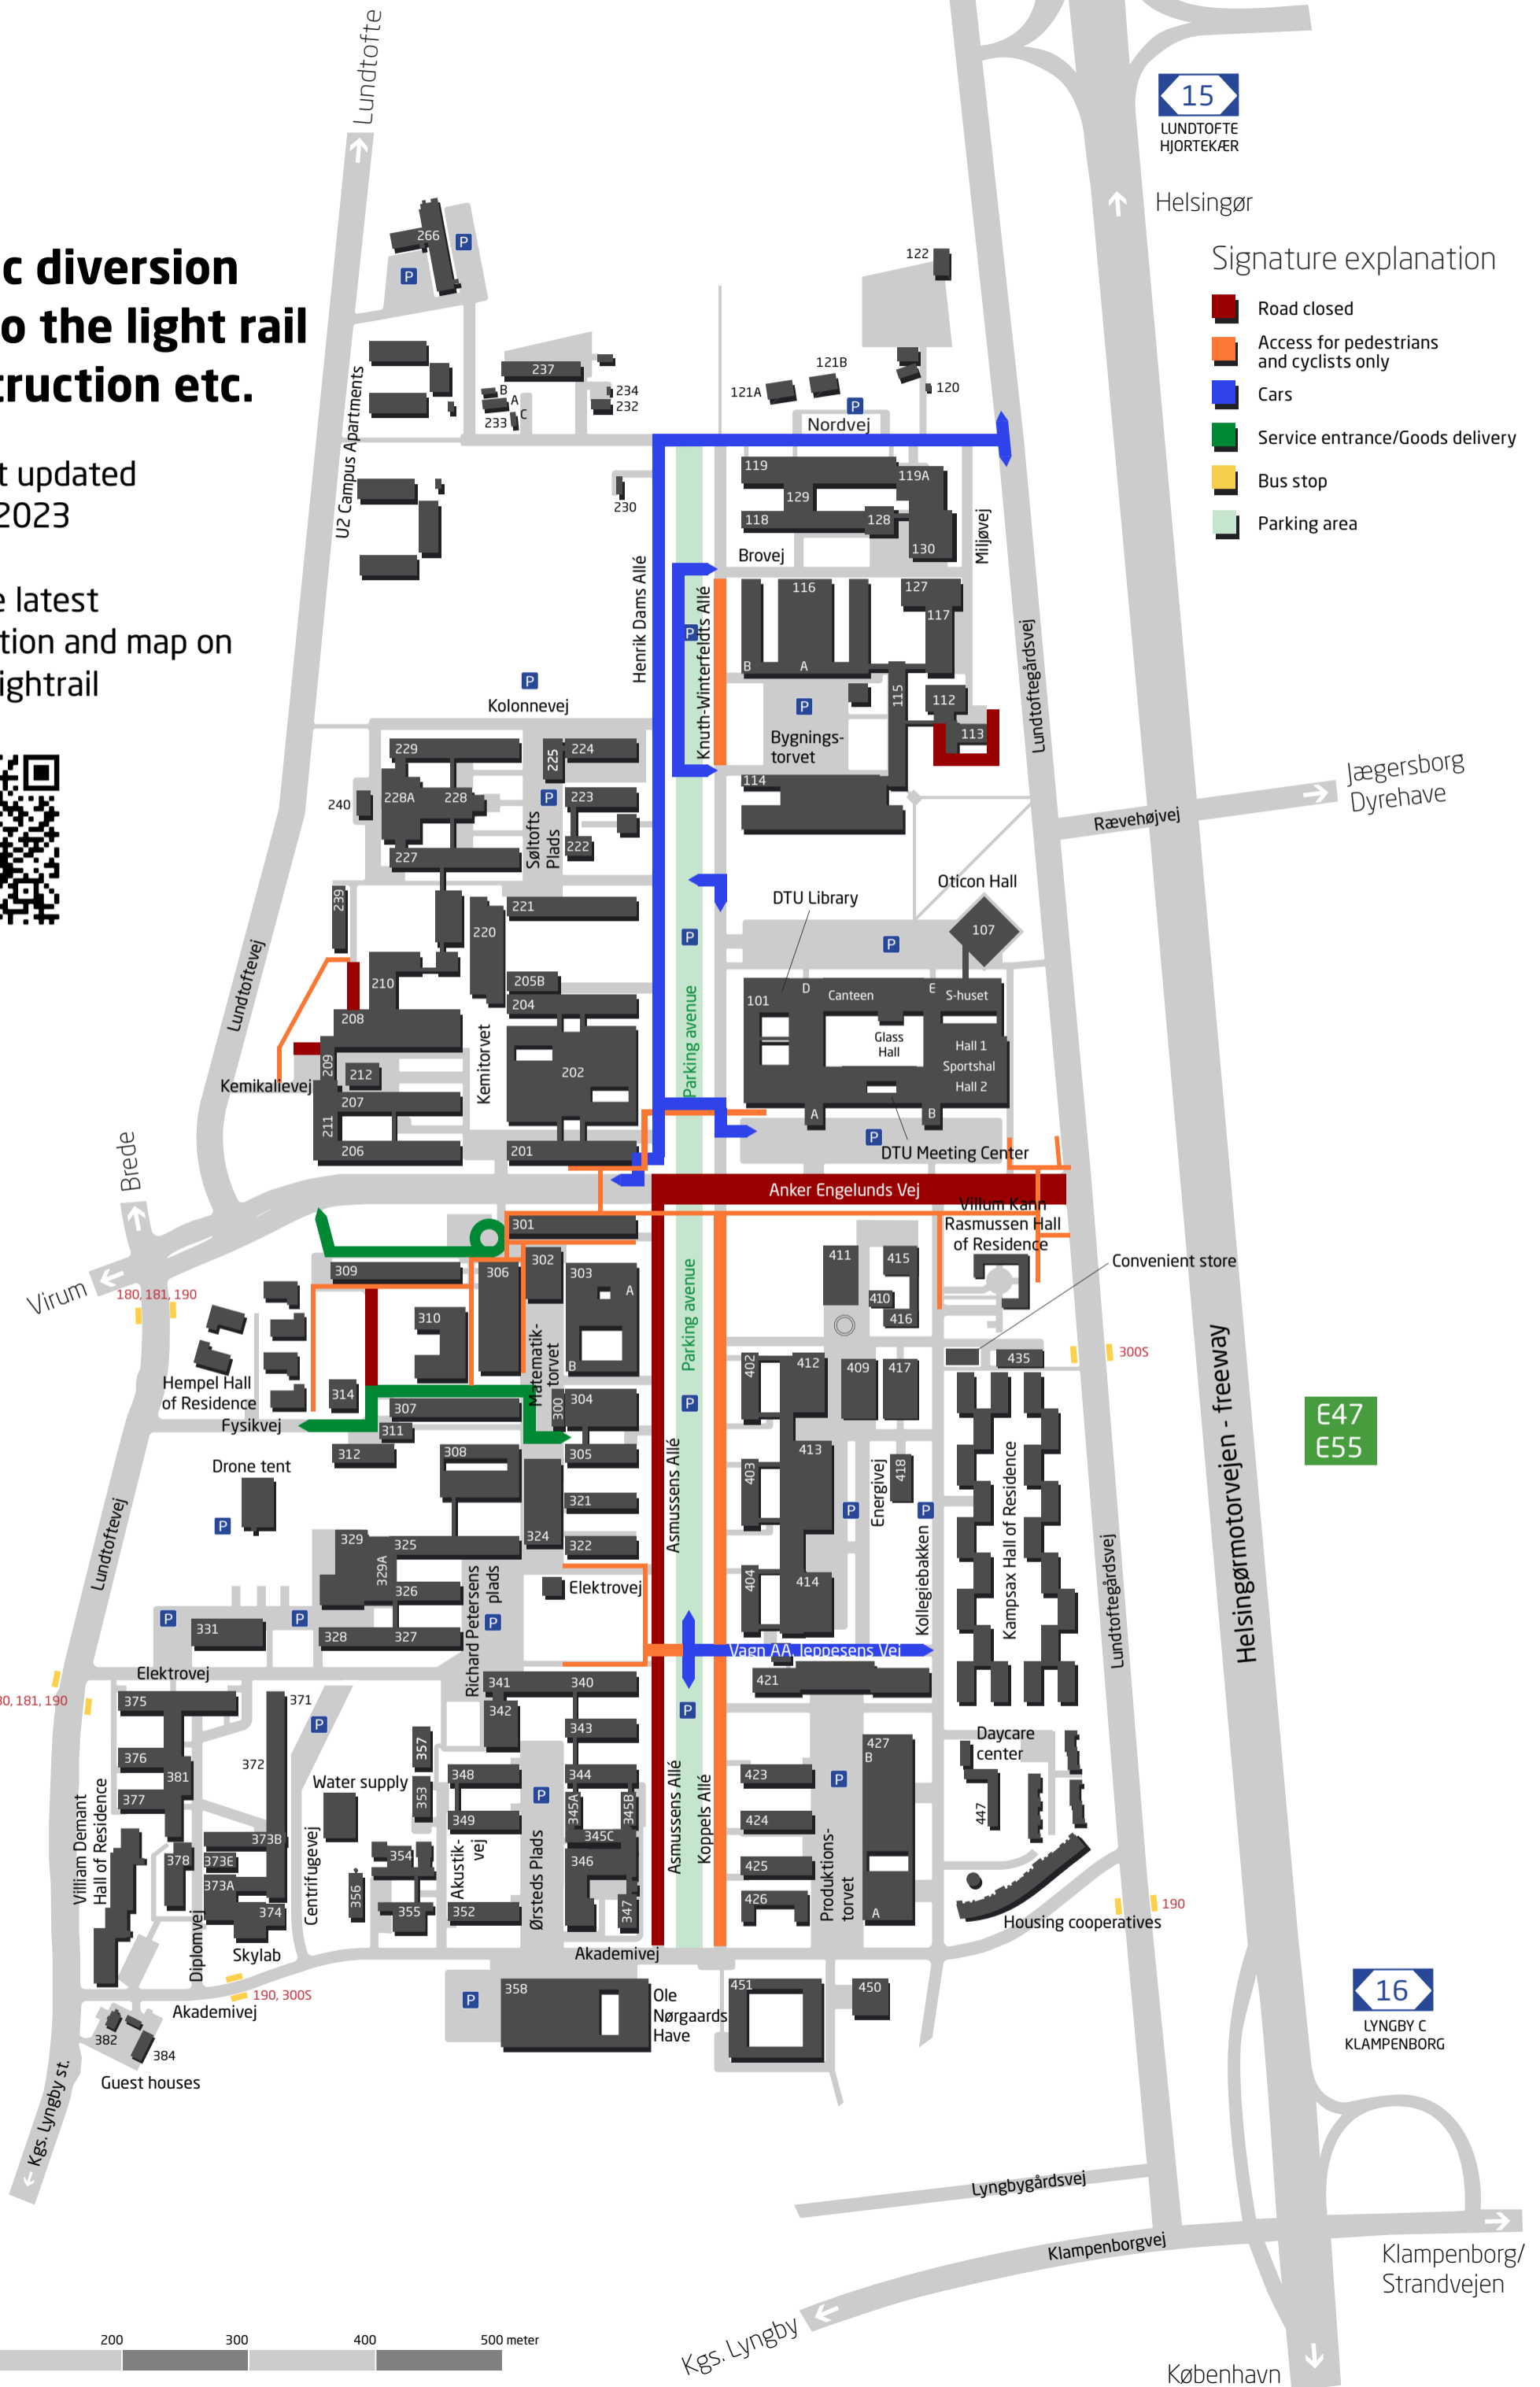 Lundtofte
15
LUNDTOFTE
HJORTEKÆR
Helsingør
c diversion
o the light rail
truction etc.
t updated
2023
e latest
tion and map on
ightrail
Signature explanation
Road closed
Access for pedestrians
and cyclists only
Cars
Service entrance/Goods delivery
Bus stop
Parking area
266
P
P
122
U2 Campus Apartments
237
B
A
C
233
234
232
121A
121B
120
P
Nordvej
230
119
119A
129
118
128
130
Brovej
Miljøvej
Henrik Dams Allé
Knuth-Winterfeldts Allé
P
116
127
117
B
A
115
112
113
P
Bygnings-
torvet
114
Lundtoftegårdsvej
P
Kolonnevej
229
225
224
240
228A
228
P
223
222
227
Søltofts
Plads
Rævehøjvej
Jægersborg
Dyrehave
239
221
220
210
205B
204
208
209
212
207
211
206
Kemikalievej
Kemitorvet
202
201
Lundtoftevej
P
Parking avenue
DTU Library
Oticon Hall
107
P
101
D
Canteen
E
S-huset
Glass
Hall
Hall 1
Sportshal
Hall 2
A
B
P
DTU Meeting Center
Anker Engelunds Vej
Brede
Virum
180, 181, 190
Villum Kann
Rasmussen Hall
of Residence
Convenient store
301
302
303
A
B
309
306
310
314
Matematik-
torvet
Hempel Hall
of Residence
Fysikvej
307
311
312
300
304
305
308
Drone tent
P
321
324
322
329
329A
325
326
328
327
Richard Petersens
plads
P
Elektrovej
P
P
331
Lundtoftevej
Parking avenue
P
Asmussens Allé
411
415
410
416
402
412
409
417
435
300S
413
403
418
Energivej
P
P
Kollegiebakken
404
414
Kampsax Hall of Residence
Lundtoftegårdsvej
Helsingørmotorvejen - freeway
E47
E55
Vagn AA. Jeppesens Vej
421
P
Elektrovej
80, 181, 190
375
371
376
381
377
372
P
Villiam Demant
Hall of Residence
378
373B
373E
373A
374
Diplomvej
Skylab
Centrifugevej
Water supply
357
353
354
356
355
341
340
342
343
348
349
352
Akustik-
vej
P
Ørsteds Plads
344
345A
345B
345C
346
347
Asmussens Allé
Koppels Allé
423
424
425
426
P
Produktions-
torvet
427
B
A
Daycare
center
447
Housing cooperatives
190
Akademivej
190, 300S
Akademivej
382
384
Guest houses
Kgs. Lyngby st.
P
358
Ole
Nørgaards
Have
451
450
16
LYNGBY C
KLAMPENBORG
Lyngbygårdsvej
Klampenborgvej
Kgs. Lyngby
Klampenborg/
Strandvejen
København
200
300
400
500 meter